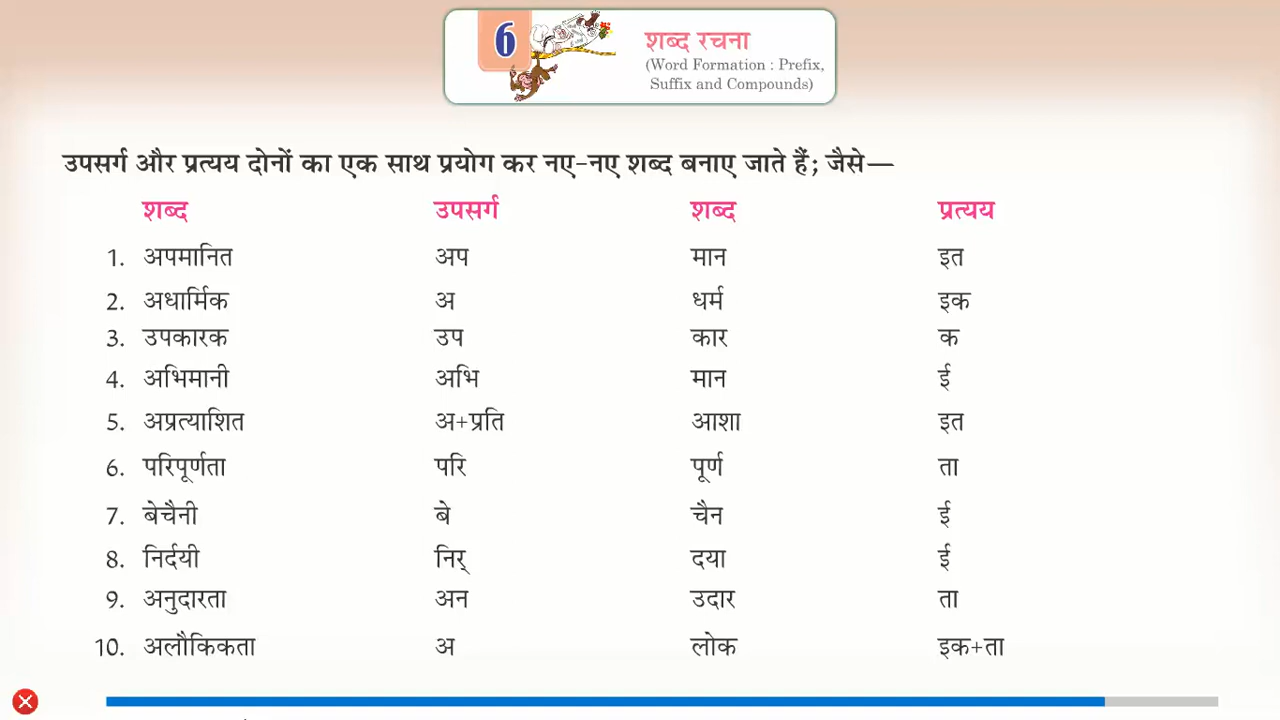 6
शब्द रचना
(Word Formation : Prefix,
Suffix and Compounds)
उपसर्ग और प्रत्यय दोनों का एक साथ प्रयोग कर नए-नए शब्द बनाए जाते हैं; जैसे—
शब्द उपसर्ग शब्द प्रत्यय
1. अपमानित अप मान इत
2. अधार्मिक अ धर्म इक
3. उपकारक उप कार क
4. अभिमानी अभि मान ई
5. अप्रत्याशित अ+प्रति आशा इत
6. परिपूर्णता परि पूर्ण ता
7. बेचैनी बे चैन ई
8. निर्दयी निर् दया ई
9. अनुदारता अन उदार ता
10. अलौकिकता अ लोक इक+ता